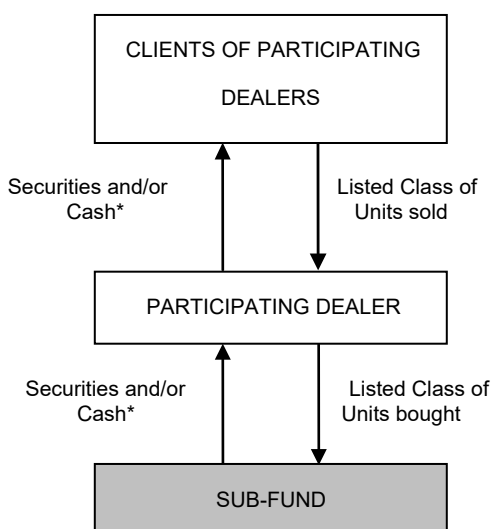 CLIENTS OF PARTICIPATING
DEALERS
Securities and/or
Cash*
Listed Class of
Units sold
PARTICIPATING DEALER
Securities and/or
Cash*
Listed Class of
Units bought
SUB-FUND